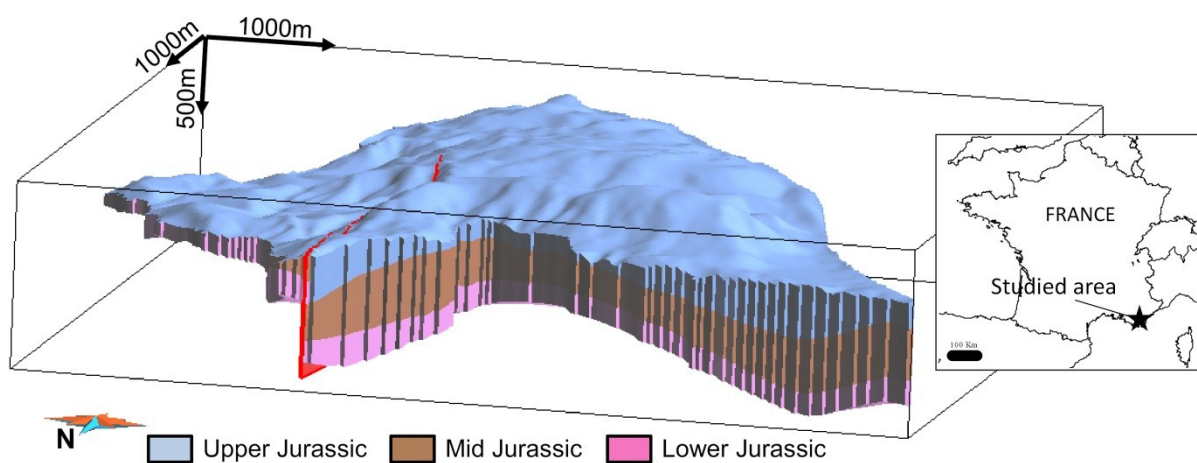 1000m
1000m
500m
FRANCE
Studied area
100 Km
N
Upper Jurassic
Mid Jurassic
Lower Jurassic